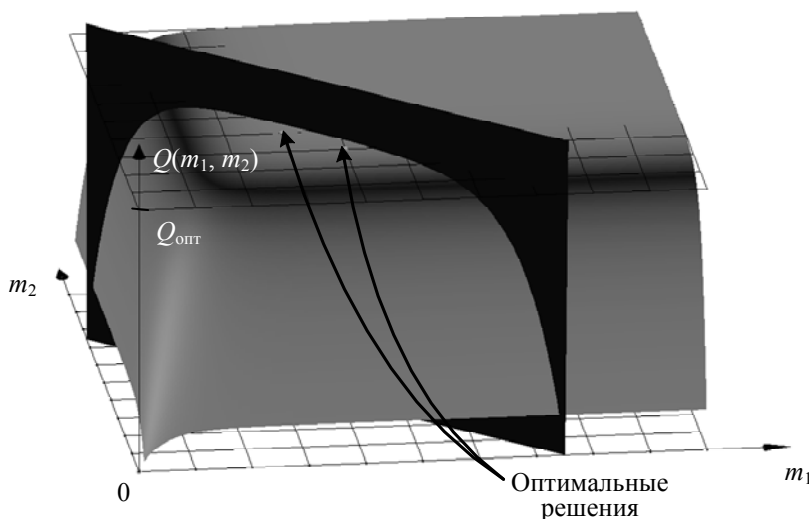 Q(m₁, m₂)
Qопт
m₂
0
m₁
Оптимальные
решения